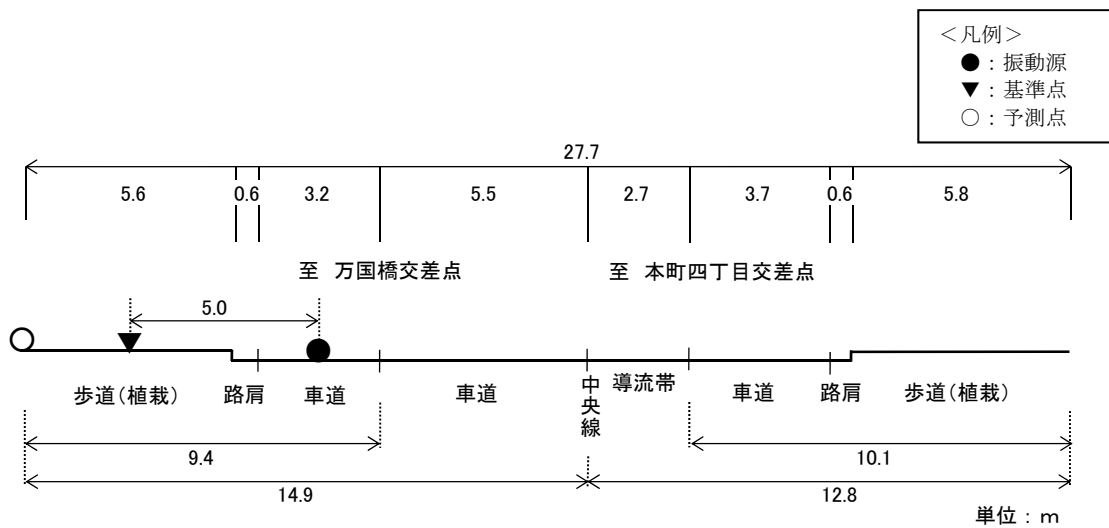 ＜凡例＞
●：振動源
▼：基準点
○：予測点
27.7
5.6 0.6 3.2 5.5 2.7 3.7 0.6 5.8
至 万国橋交差点 至 本町四丁目交差点
5.0
歩道(植栽) 路肩 車道 車道 中央線 導流帯 車道 路肩 歩道(植栽)
9.4 10.1
14.9 12.8
単位：m